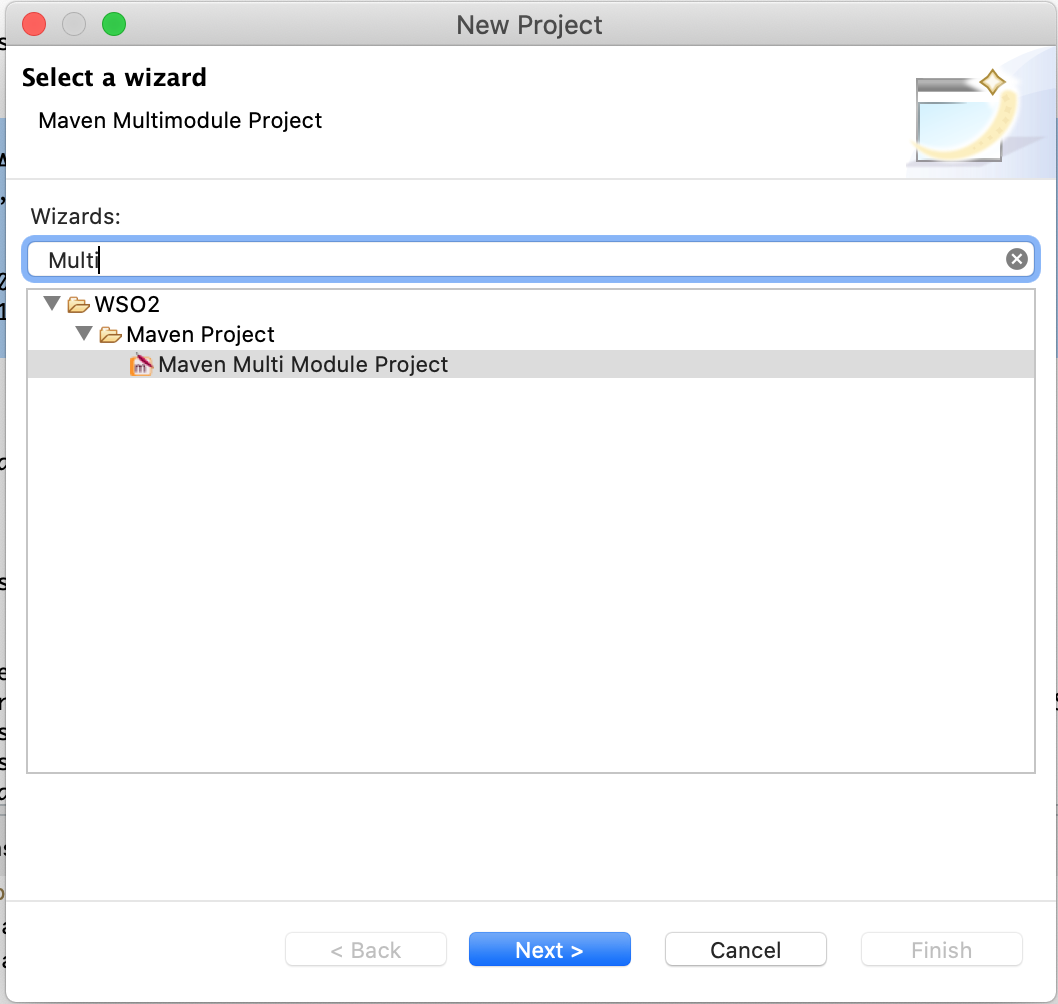 New Project
Select a wizard
Maven Multimodule Project
Wizards:
Multi
WSO2
Maven Project
Maven Multi Module Project
< Back
Next >
Cancel
Finish